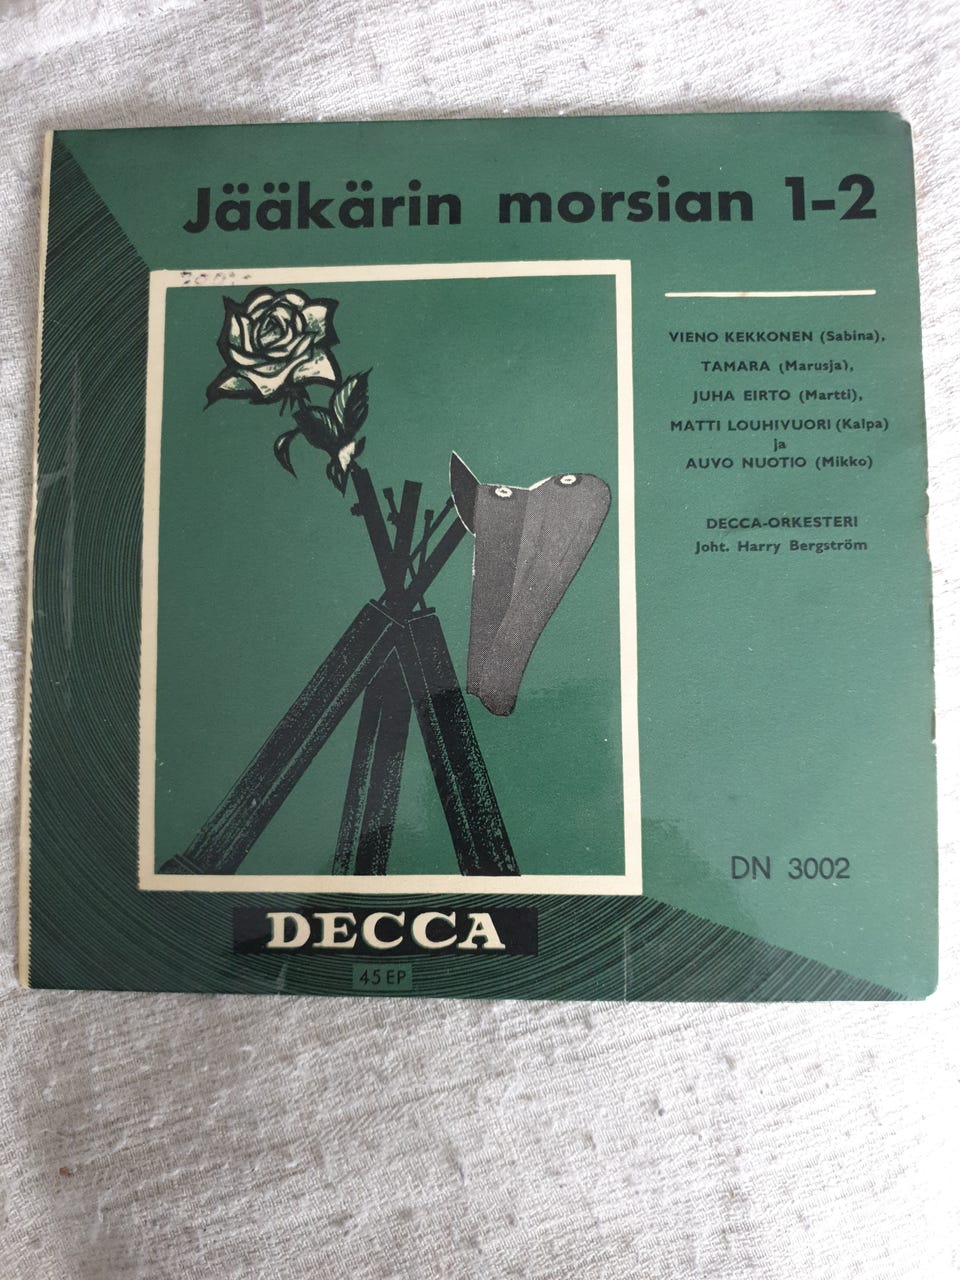 Jääkärin morsian 1-2
VIENO KEKKONEN (Sabina),
TAMARA (Marusja),
JUHA EIRTO (Martti),
MATTI LOUHIVUORI (Kalpa)
ja
AUVO NUOTIO (Mikko)
DECCA-ORKESTERI
Joht. Harry Bergström
DN 3002
DECCA
45 EP